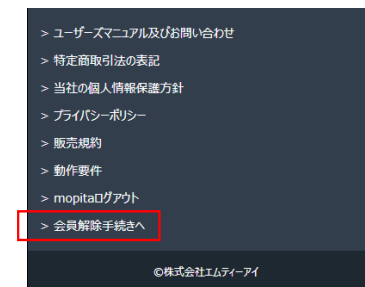 > ユーザーズマニュアル及びお問い合わせ
> 特定商取引法の表記
> 当社の個人情報保護方針
> プライバシーポリシー
> 販売規約
> 動作要件
> mopitaログアウト
> 会員解除手続きへ
©株式会社エムティーアイ